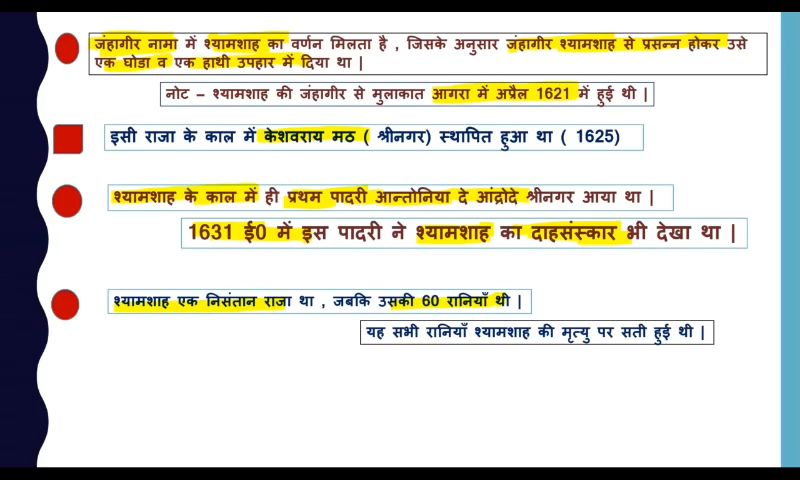 जंहागीर नामा में श्यामशाह का वर्णन मिलता है , जिसके अनुसार जंहागीर श्यामशाह से प्रसन्न होकर उसे
एक घोडा व एक हाथी उपहार में दिया था |
नोट – श्यामशाह की जंहागीर से मुलाकात आगरा में अप्रैल 1621 में हुई थी |
इसी राजा के काल में केशवराय मठ ( श्रीनगर) स्थापित हुआ था ( 1625)
श्यामशाह के काल में ही प्रथम पादरी आन्तोनिया दे आंद्रोदे श्रीनगर आया था |
1631 ई0 में इस पादरी ने श्यामशाह का दाहसंस्कार भी देखा था |
श्यामशाह एक निसंतान राजा था , जबकि उसकी 60 रानियाँ थी |
यह सभी रानियाँ श्यामशाह की मृत्यु पर सती हुई थी |